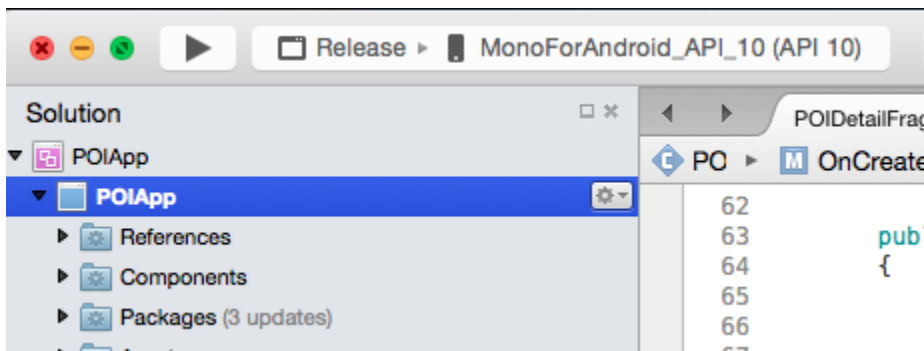 Release MonoForAndroid_API_10 (API 10)
Solution
POIDetailFrag
POIApp
PO OnCreate
POIApp
62
References
63 pub
64 {
Components
65
Packages (3 updates)
66